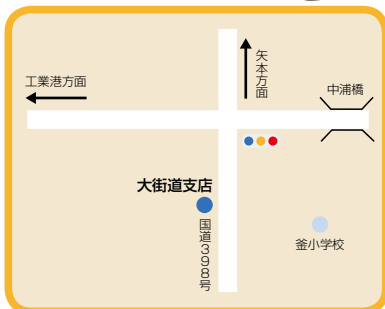 工業港方面
矢本方面
中浦橋
大街道支店
国道398号
釜小学校